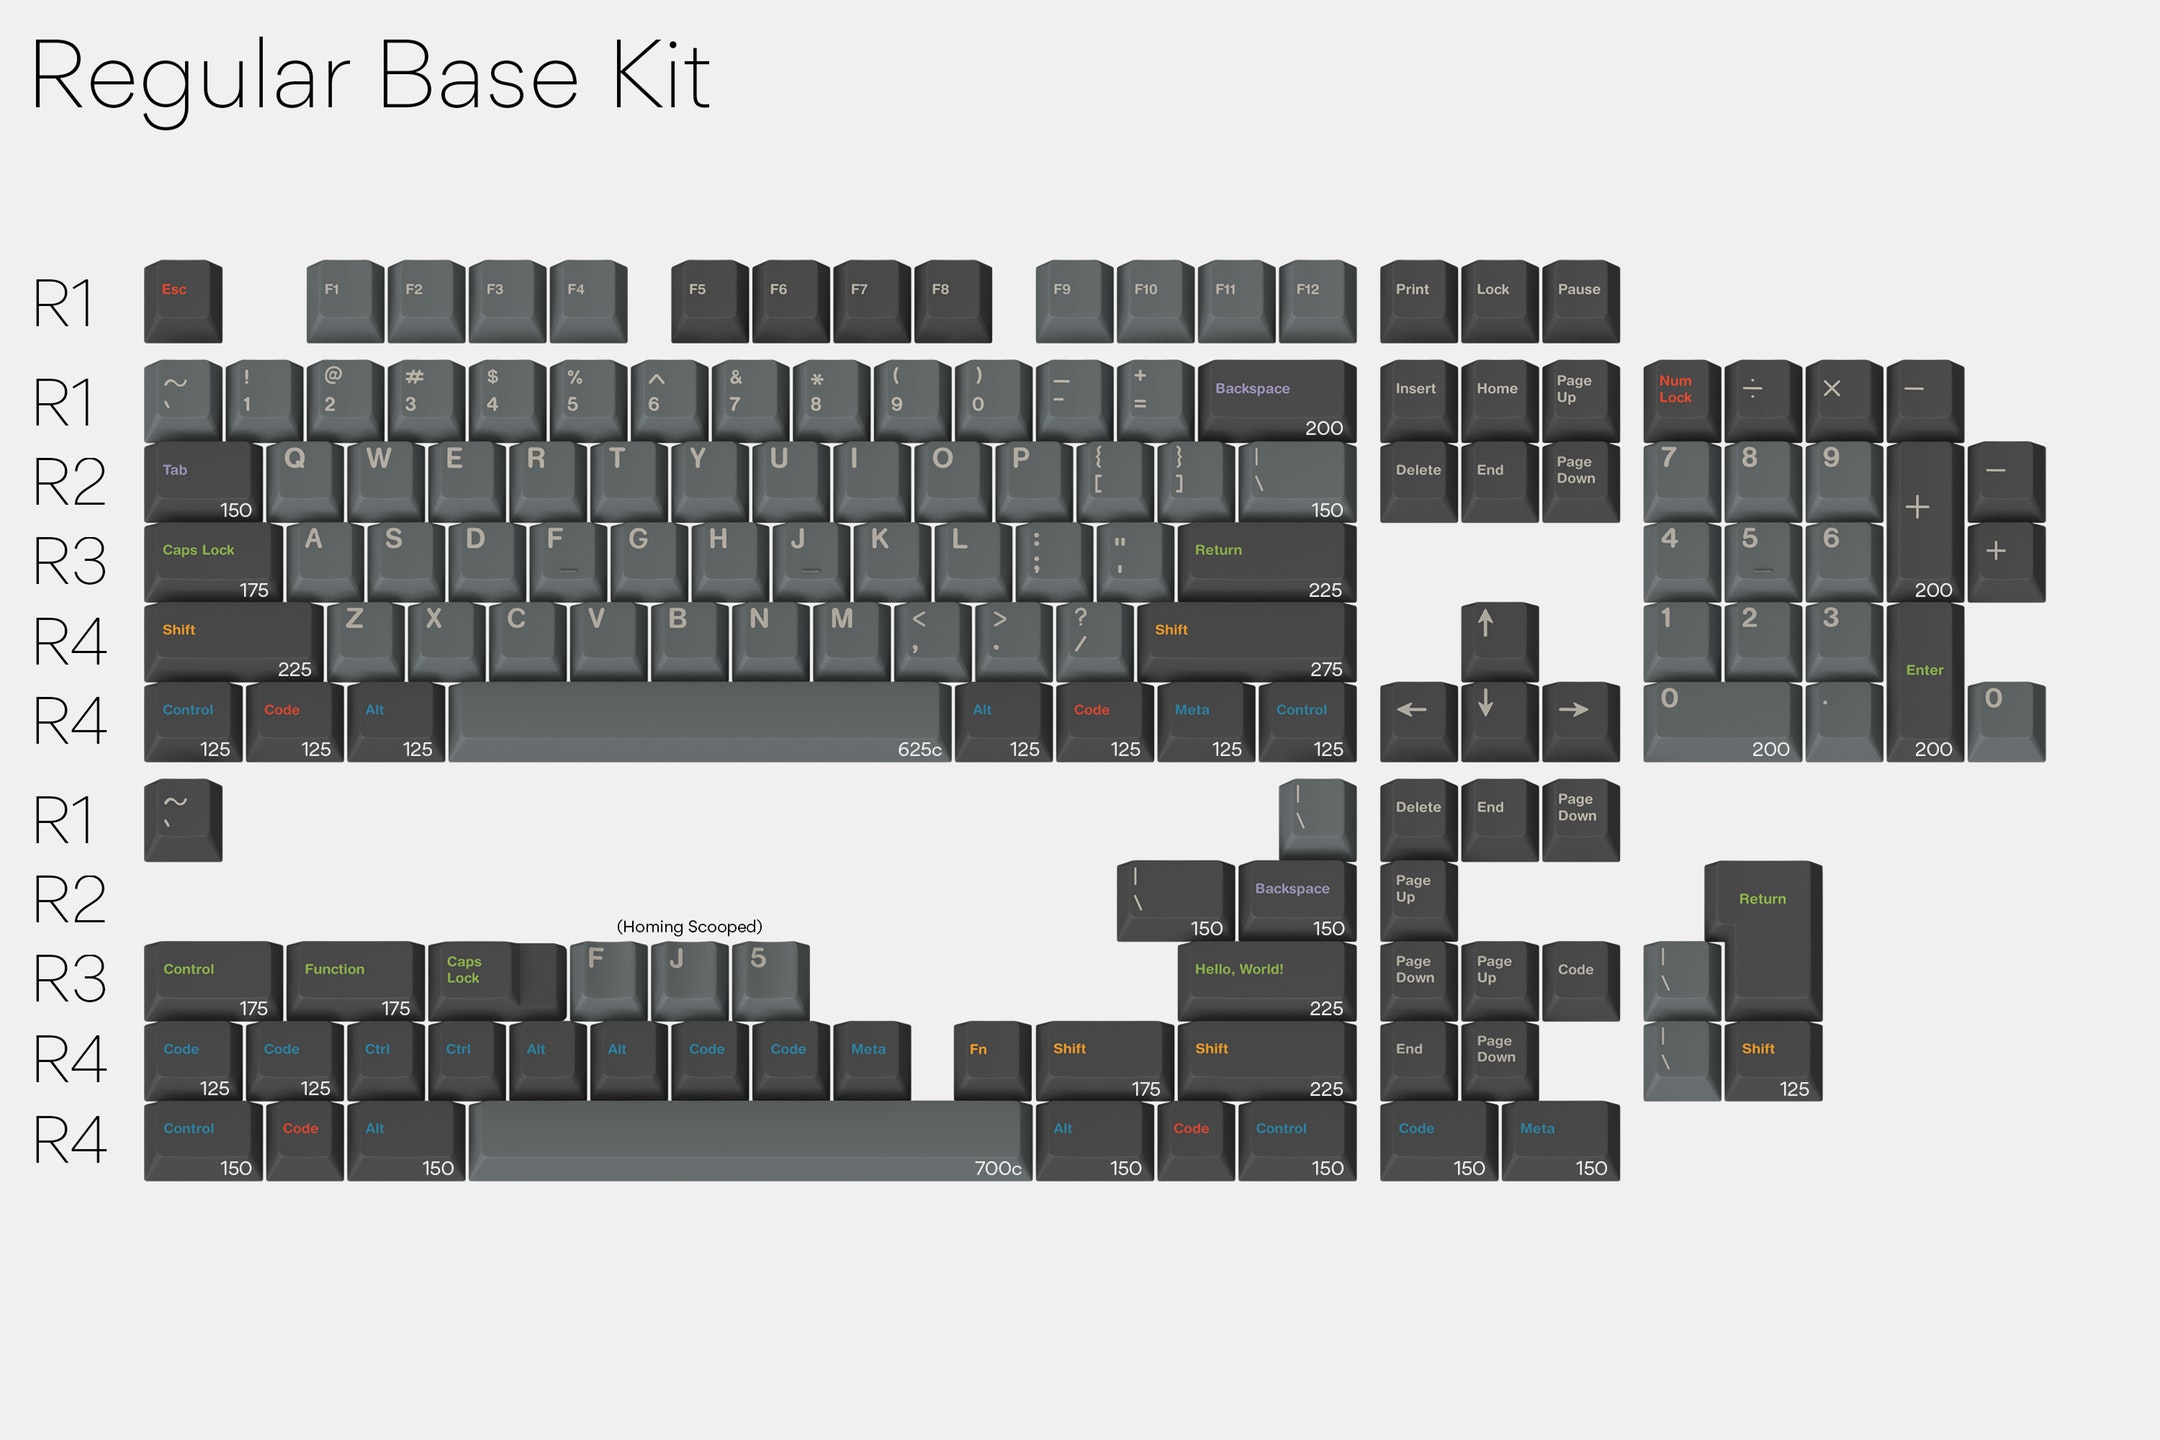 Regular Base Kit
R1 Esc F1 F2 F3 F4 F5 F6 F7 F8 F9 F10 F11 F12 Print Lock Pause
R1 ~ ` ! 1 @ 2 # 3 $ 4 % 5 ^ 6 & 7 * 8 ( 9 ) 0 _ - + = Backspace 200 Insert Home Page Up Num Lock ÷ × −
R2 Tab 150 Q W E R T Y U I O P { [ } ] | \ 150 Delete End Page Down 7 8 9 + 200 −
R3 Caps Lock 175 A S D F G H J K L : ; " ' Return 225 4 5 6 +
R4 Shift 225 Z X C V B N M < , > . ? / Shift 275 ↑ 1 2 3 Enter 200
R4 Control 125 Code 125 Alt 125 625c Alt 125 Code 125 Meta 125 Control 125 ← ↓ → 0 200 . 0
R1 ~ ` | \ Delete End Page Down
R2 | \ 150 Backspace 150 Page Up Return
(Homing Scooped)
R3 Control 175 Function 175 Caps Lock F J 5 Hello, World! 225 Page Down Page Up Code | \
R4 Code 125 Code 125 Ctrl Ctrl Alt Alt Code Code Meta Fn Shift 175 Shift 225 End Page Down | \ Shift 125
R4 Control 150 Code Alt 150 700c Alt 150 Code Control 150 Code 150 Meta 150